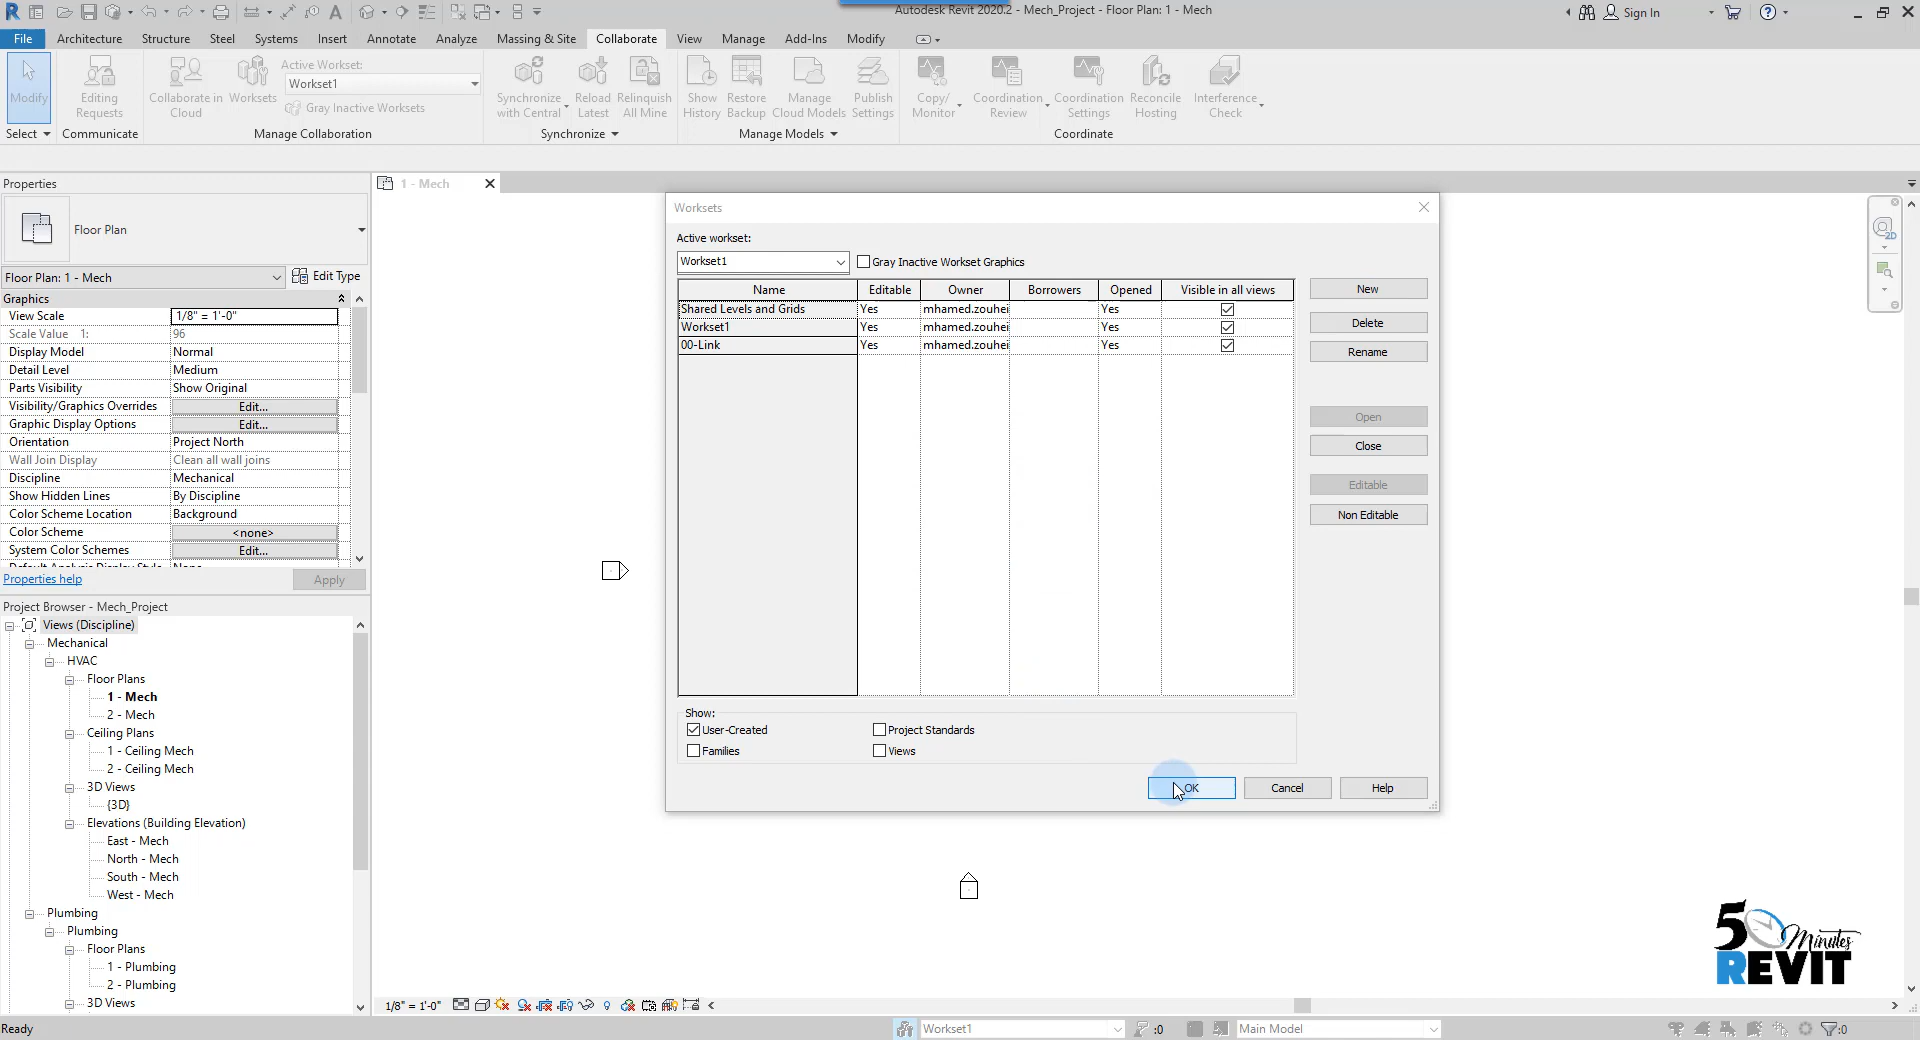 Autodesk Revit 2020.2 - Mech_Project - Floor Plan: 1 - Mech
Sign In
File Architecture Structure Steel Systems Insert Annotate Analyze Massing & Site Collaborate View Manage Add-Ins Modify
Modify
Select
Editing Requests
Communicate
Collaborate in Cloud
Worksets
Active Workset:
Workset1
Gray Inactive Worksets
Manage Collaboration
Synchronize with Central
Reload Latest
Relinquish All Mine
Synchronize
Show History
Restore Backup
Manage Cloud Models
Publish Settings
Manage Models
Copy/ Monitor
Coordination Review
Coordination Settings
Reconcile Hosting
Interference Check
Coordinate
Properties
Floor Plan
Floor Plan: 1 - Mech
Edit Type
Graphics
View Scale 1/8" = 1'-0"
Scale Value 1: 96
Display Model Normal
Detail Level Medium
Parts Visibility Show Original
Visibility/Graphics Overrides Edit...
Graphic Display Options Edit...
Orientation Project North
Wall Join Display Clean all wall joins
Discipline Mechanical
Show Hidden Lines By Discipline
Color Scheme Location Background
Color Scheme <none>
System Color Schemes Edit...
Properties help
Apply
Project Browser - Mech_Project
Views (Discipline)
Mechanical
HVAC
Floor Plans
1 - Mech
2 - Mech
Ceiling Plans
1 - Ceiling Mech
2 - Ceiling Mech
3D Views
{3D}
Elevations (Building Elevation)
East - Mech
North - Mech
South - Mech
West - Mech
Plumbing
Plumbing
Floor Plans
1 - Plumbing
2 - Plumbing
3D Views
1 - Mech
Worksets
Active workset:
Workset1
Gray Inactive Workset Graphics
Name Editable Owner Borrowers Opened Visible in all views
Shared Levels and Grids Yes mhamed.zouhei Yes
Workset1 Yes mhamed.zouhei Yes
00-Link Yes mhamed.zouhei Yes
New
Delete
Rename
Open
Close
Editable
Non Editable
Show:
User-Created
Project Standards
Families
Views
OK
Cancel
Help
2D
5 Minutes
REVIT
1/8" = 1'-0"
Ready
Workset1
:0
Main Model
:0